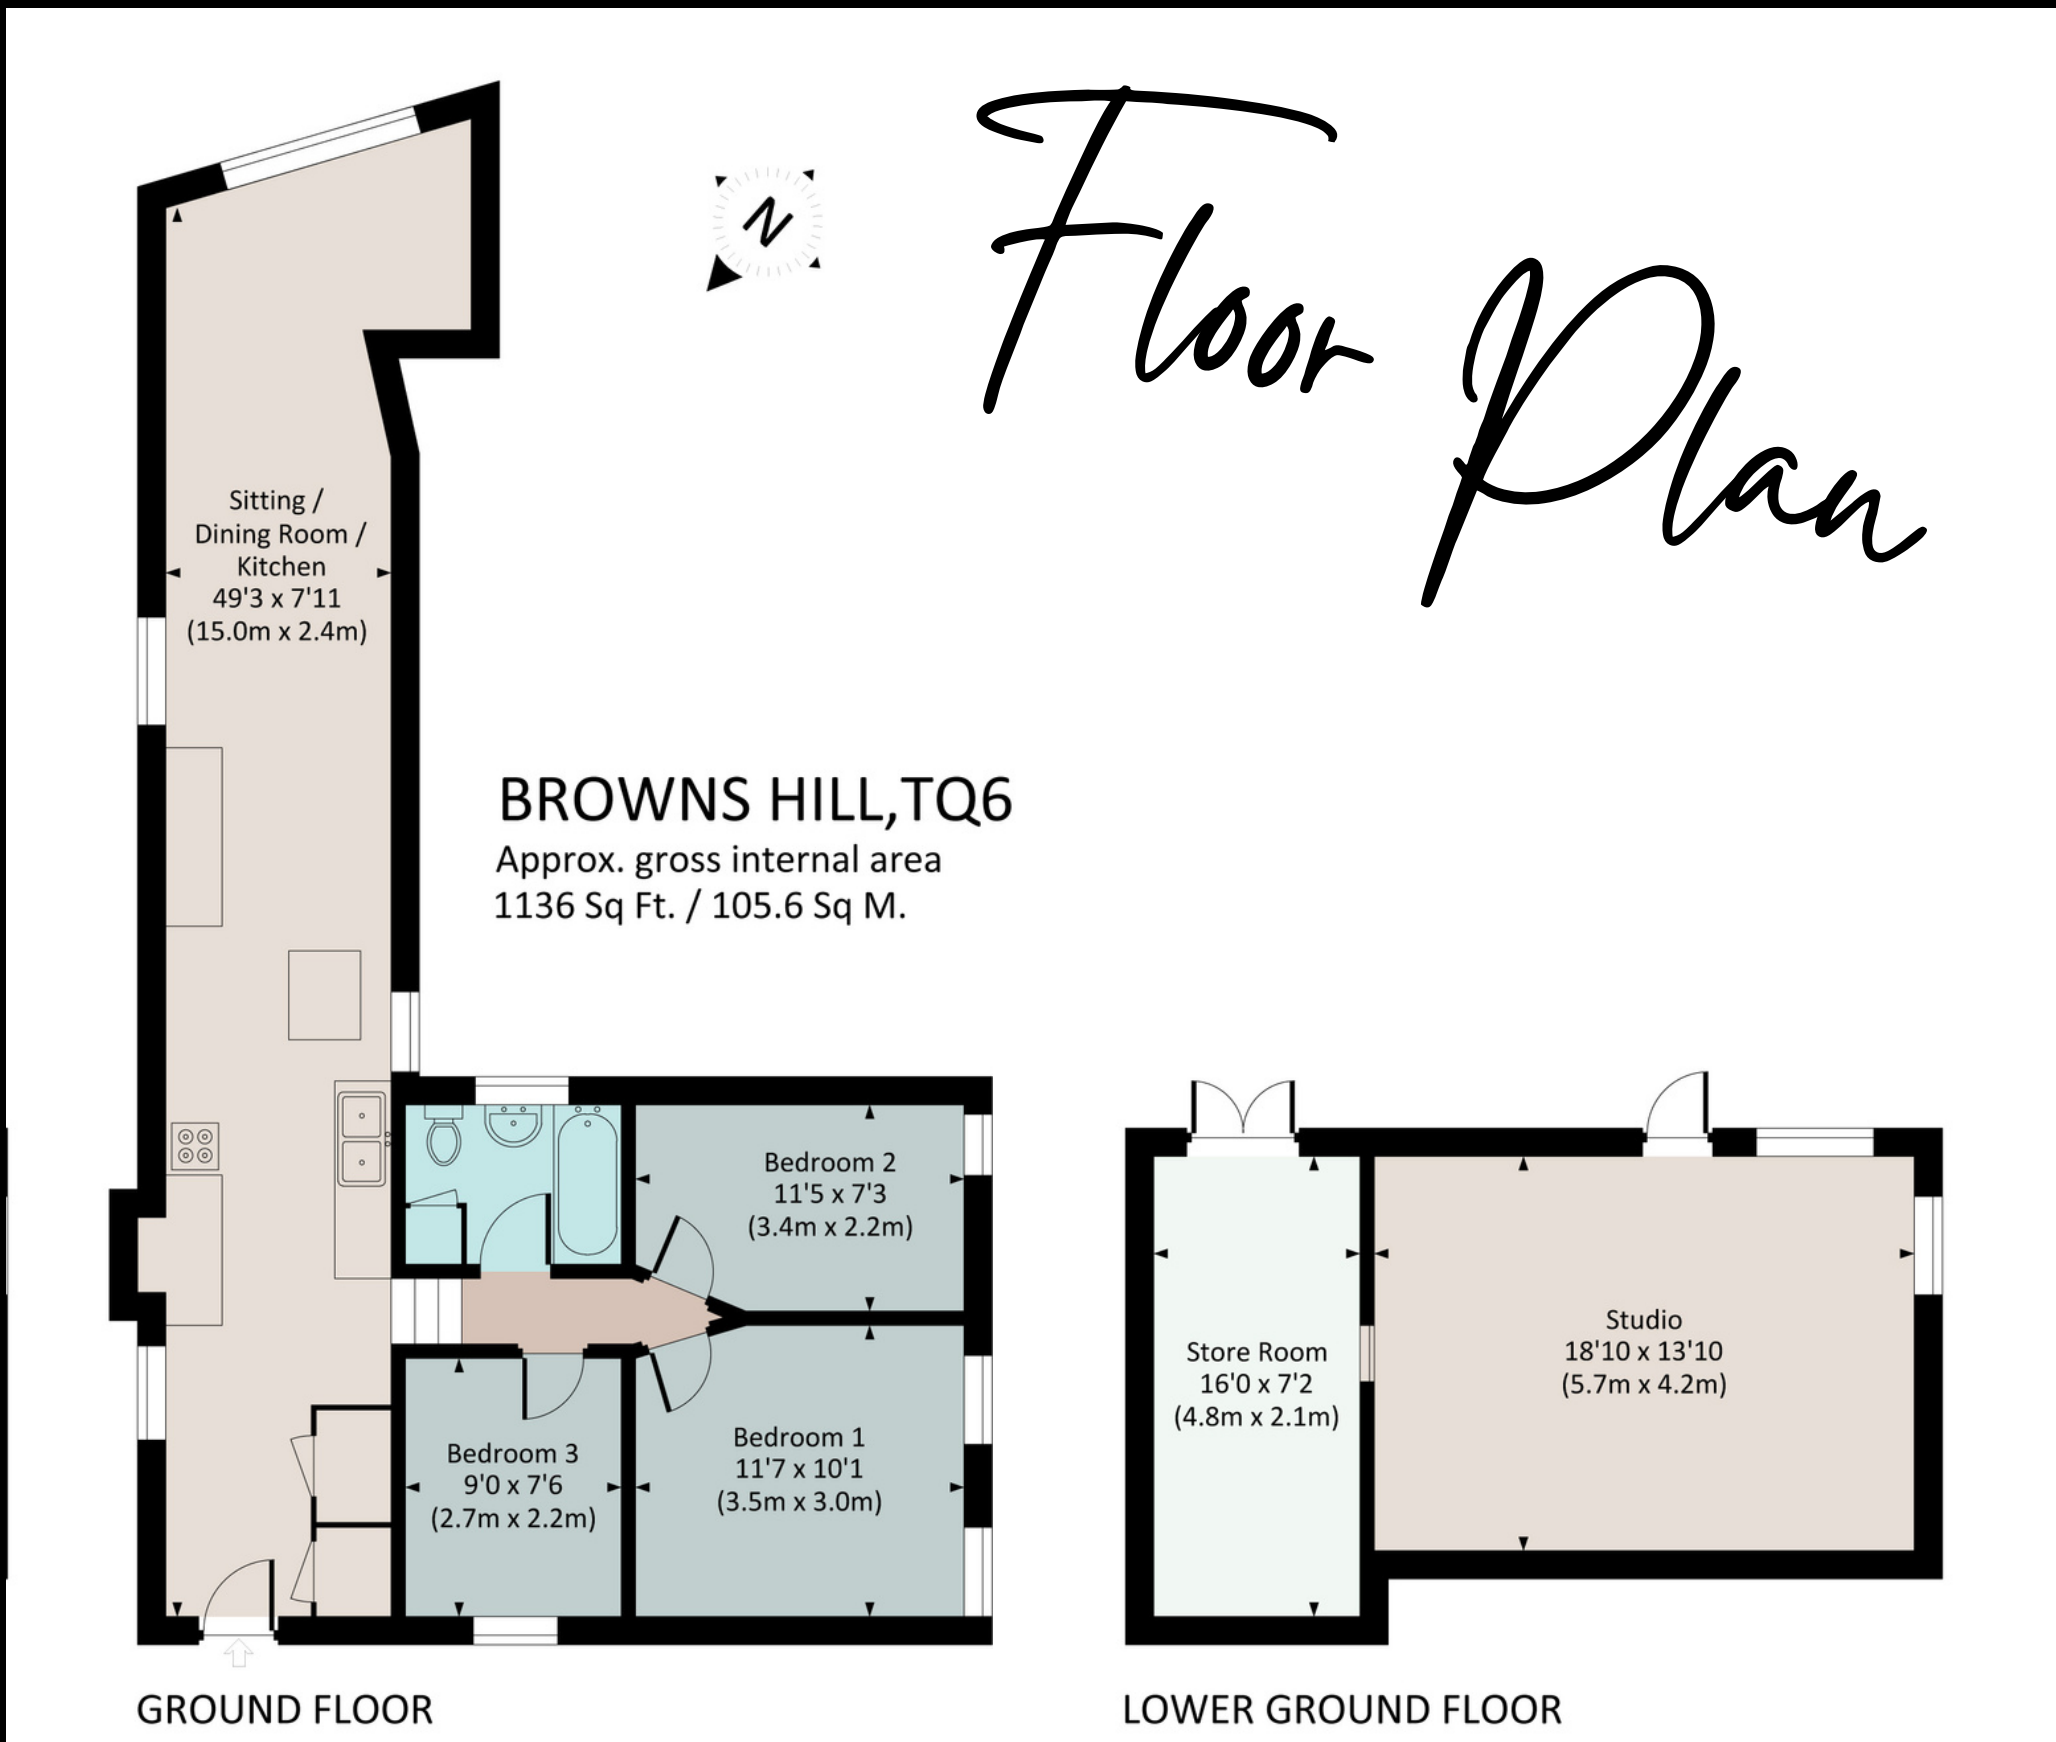 Floor
Plan
N
Sitting /
Dining Room /
Kitchen
49'3 x 7'11
(15.0m x 2.4m)
BROWNS HILL,TQ6
Approx. gross internal area
1136 Sq Ft. / 105.6 Sq M.
Bedroom 2
11'5 x 7'3
(3.4m x 2.2m)
Bedroom 3
9'0 x 7'6
(2.7m x 2.2m)
Bedroom 1
11'7 x 10'1
(3.5m x 3.0m)
Store Room
16'0 x 7'2
(4.8m x 2.1m)
Studio
18'10 x 13'10
(5.7m x 4.2m)
GROUND FLOOR
LOWER GROUND FLOOR